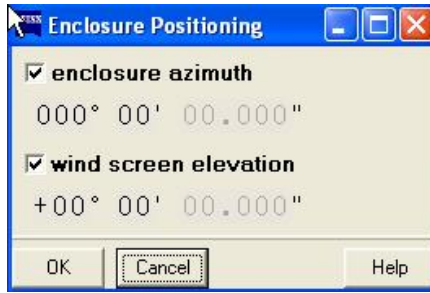 Enclosure Positioning
enclosure azimuth
000° 00' 00.000"
wind screen elevation
+00° 00' 00.000"
OK Cancel Help